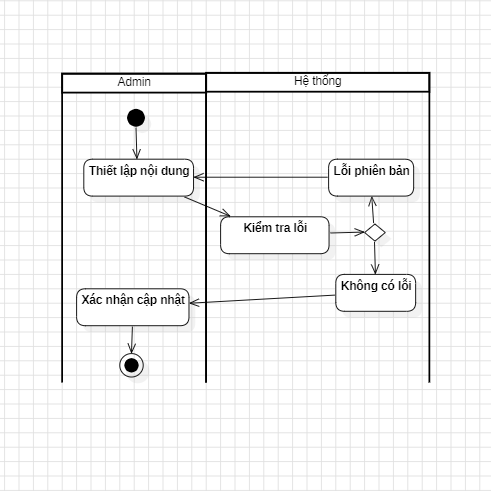 Admin
Hệ thống
Thiết lập nội dung
Lỗi phiên bản
Kiểm tra lỗi
Không có lỗi
Xác nhận cập nhật